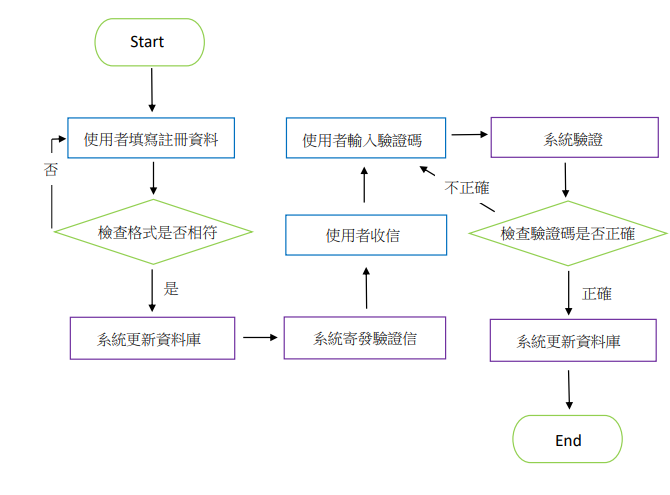 Start
使用者填寫註冊資料
否
檢查格式是否相符
是
系統更新資料庫
系統寄發驗證信
使用者收信
使用者輸入驗證碼
系統驗証
不正確
檢查驗證碼是否正確
正確
系統更新資料庫
End